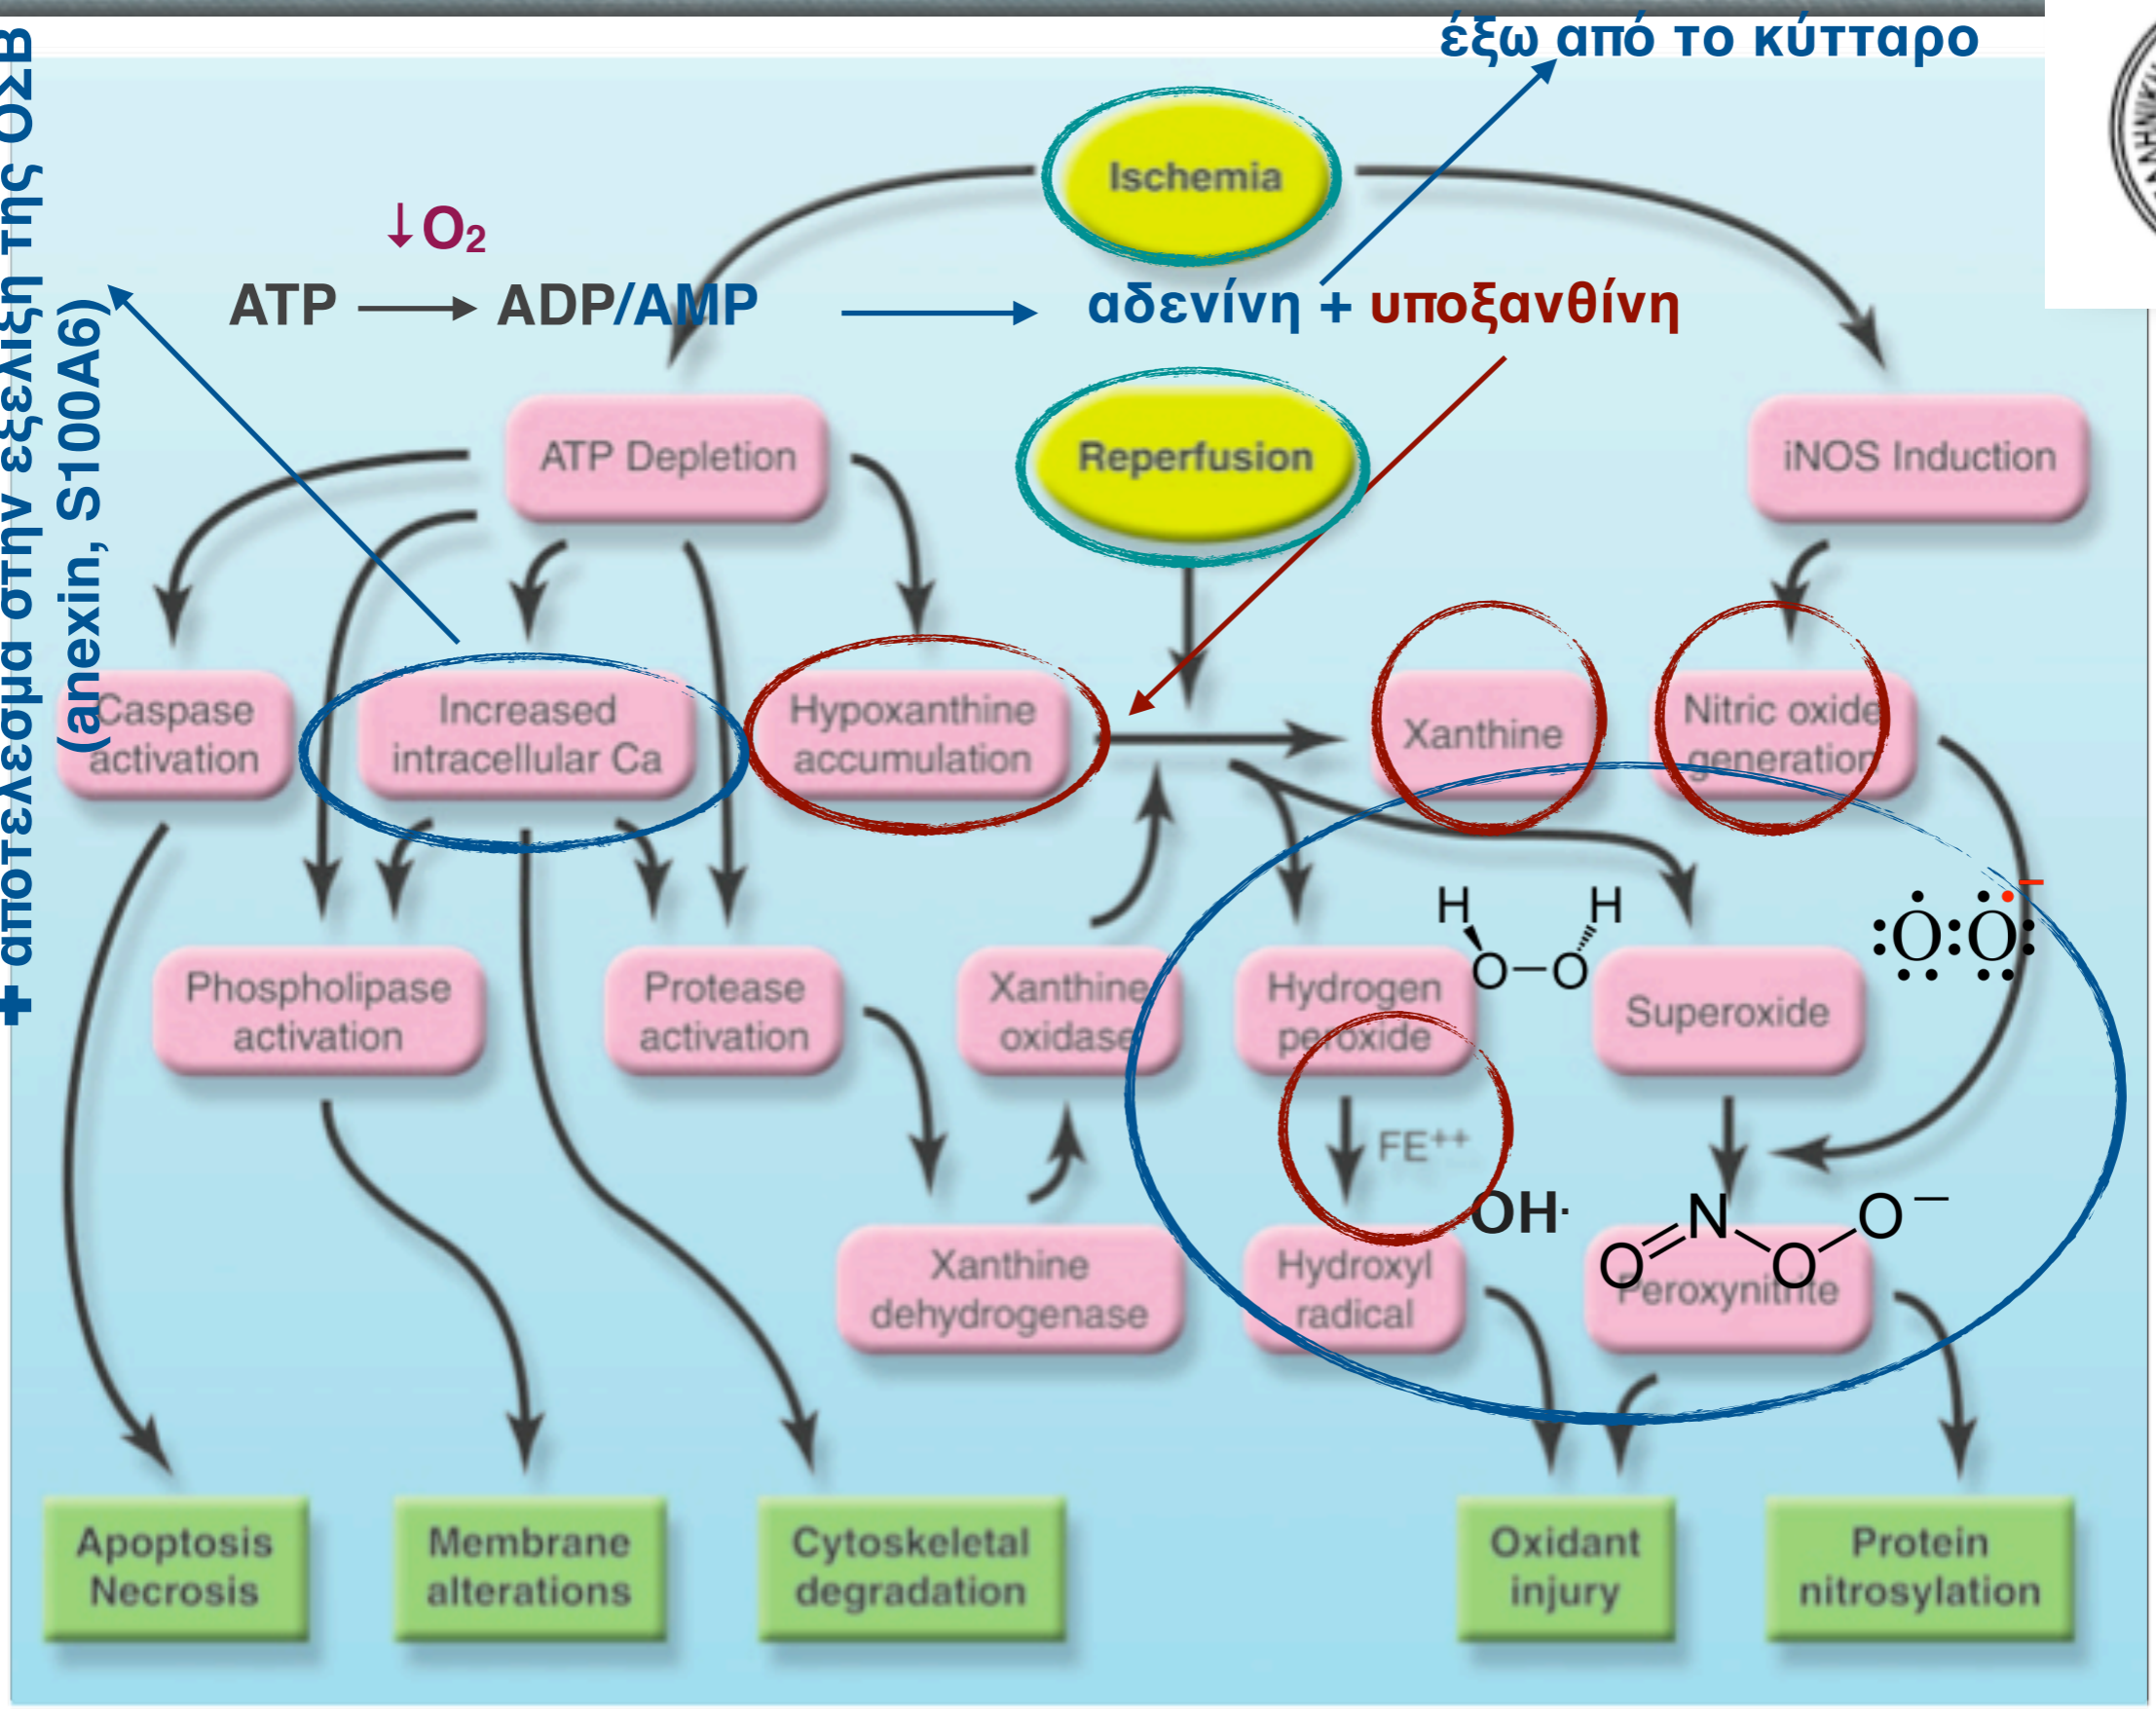 έξω από το κύτταρο
Ischemia
↓O₂
ATP → ADP/AMP → αδενίνη + υποξανθίνη
+ αποτέλεσμα στην εξέλιξη της ΟΣΒ
(anexin, S100A6)
ATP Depletion
Reperfusion
iNOS Induction
Caspase
activation
Increased
intracellular Ca
Hypoxanthine
accumulation
Xanthine
Nitric oxide
generation
Phospholipase
activation
Protease
activation
Xanthine
oxidase
Hydrogen
peroxide
H H
O–O
Superoxide
:O:O:
–
FE⁺⁺
OH·
O=N–O–O⁻
Xanthine
dehydrogenase
Hydroxyl
radical
Peroxynitrite
Apoptosis
Necrosis
Membrane
alterations
Cytoskeletal
degradation
Oxidant
injury
Protein
nitrosylation